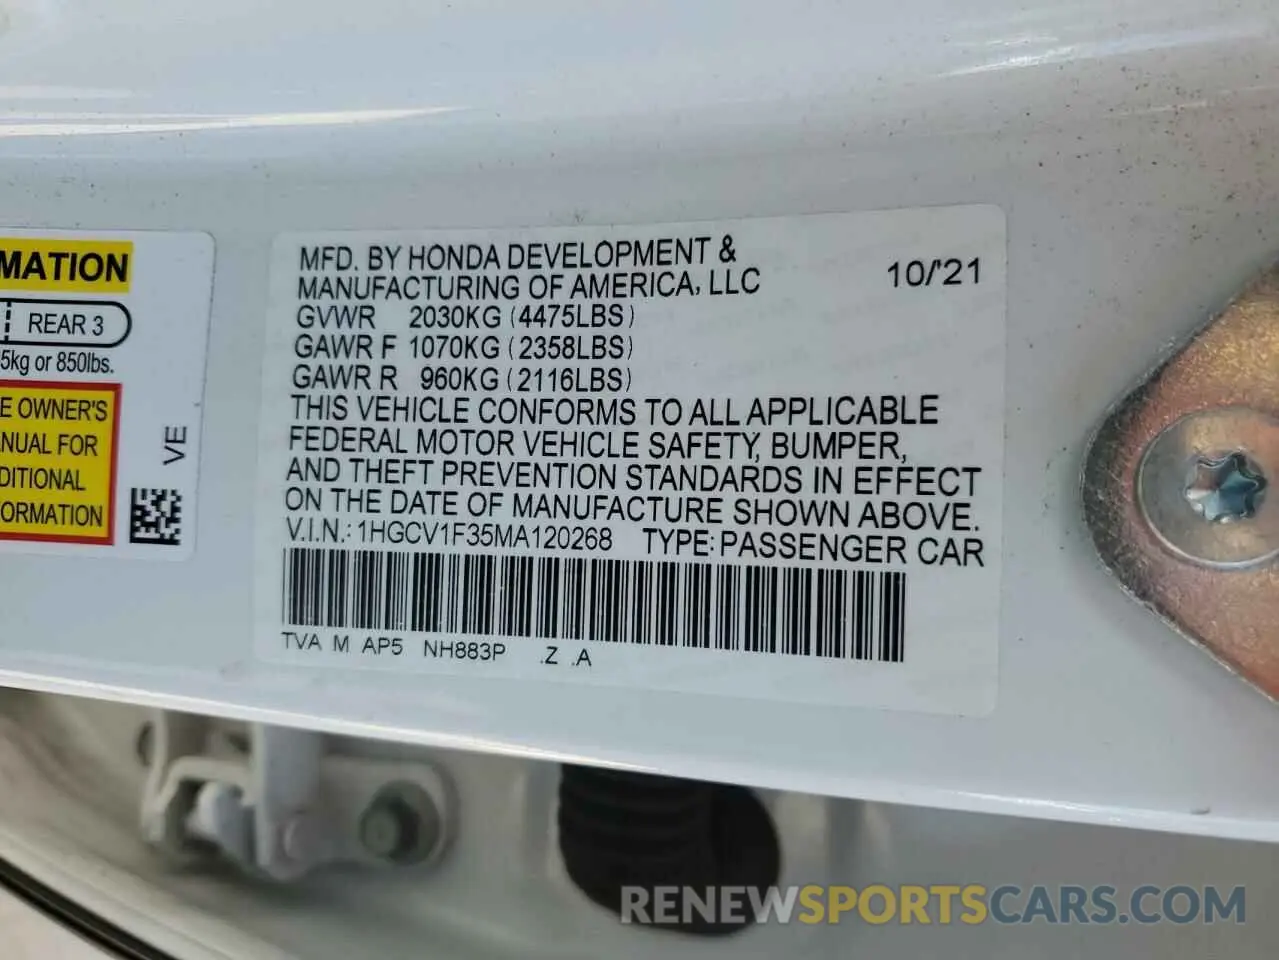 MATION
REAR 3
5kg or 850lbs.
E OWNER'S
ANUAL FOR
DDITIONAL
FORMATION
VE
MFD. BY HONDA DEVELOPMENT &
MANUFACTURING OF AMERICA, LLC 10/'21
GVWR 2030KG (4475LBS)
GAWR F 1070KG (2358LBS)
GAWR R 960KG (2116LBS)
THIS VEHICLE CONFORMS TO ALL APPLICABLE
FEDERAL MOTOR VEHICLE SAFETY, BUMPER,
AND THEFT PREVENTION STANDARDS IN EFFECT
ON THE DATE OF MANUFACTURE SHOWN ABOVE.
V.I.N.: 1HGCV1F35MA120268 TYPE: PASSENGER CAR
TVA M AP5 NH883P .Z .A
RENEWSPORTSCARS.COM